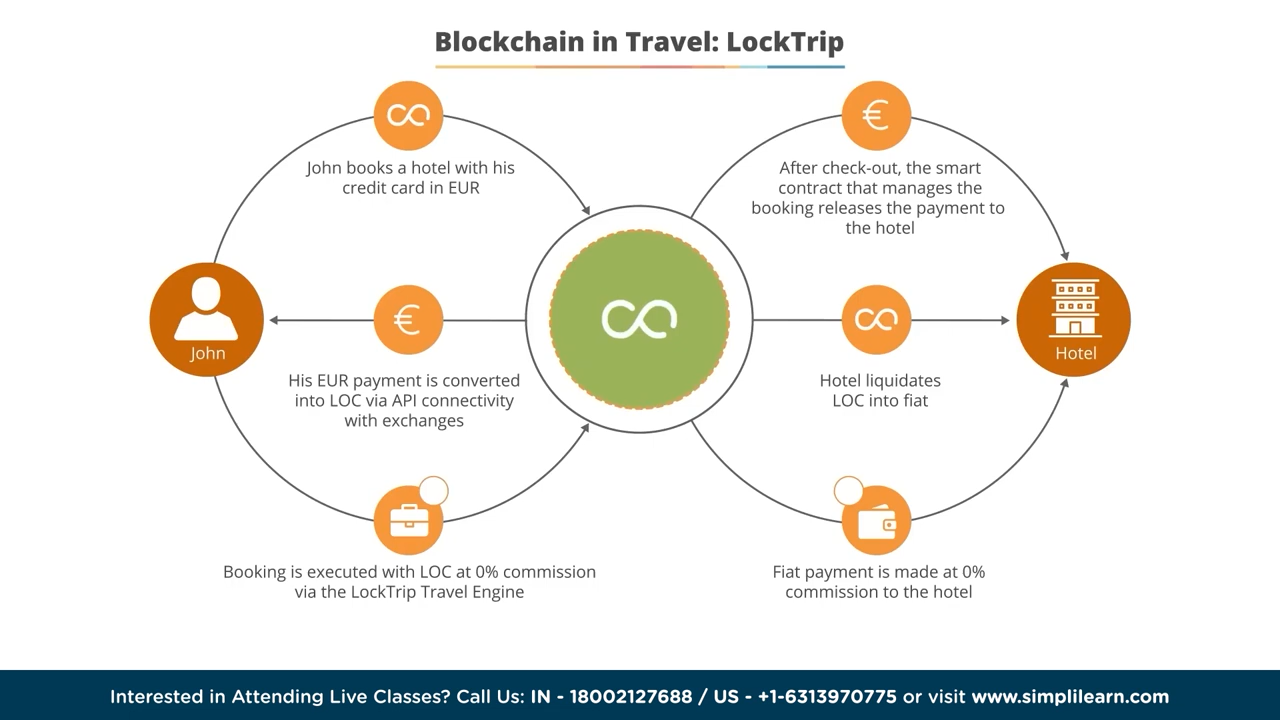 Blockchain in Travel: LockTrip
John books a hotel with his
credit card in EUR
€
After check-out, the smart
contract that manages the
booking releases the payment to
the hotel
John
€
His EUR payment is converted
into LOC via API connectivity
with exchanges
Hotel liquidates
LOC into fiat
Hotel
Booking is executed with LOC at 0% commission
via the LockTrip Travel Engine
Fiat payment is made at 0%
commission to the hotel
Interested in Attending Live Classes? Call Us: IN - 18002127688 / US - +1-6313970775 or visit www.simplilearn.com